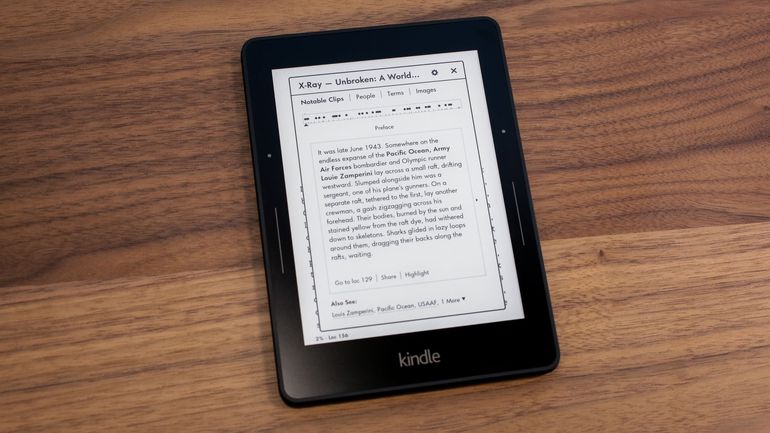 X-Ray — Unbroken: A World...
Notable Clips | People | Terms | Images
Preface
It was late June 1943. Somewhere on the
endless expanse of the Pacific Ocean, Army
Air Forces bombardier and Olympic runner
Louie Zamperini lay across a small raft, drifting
westward. Slumped alongside him was a
sergeant, one of his plane's gunners. On a
separate raft, tethered to the first, lay another
crewman, a gash zigzagging across his
forehead. Their bodies, burned by the sun and
stained yellow from the raft dye, had withered
down to skeletons. Sharks glided in lazy loops
around them, dragging their backs along the
rafts, waiting.
Go to loc 129 | Share | Highlight
Also See:
Louis Zamperini, Pacific Ocean, USAAF, 1 More ▼
2% · Loc 156
kindle